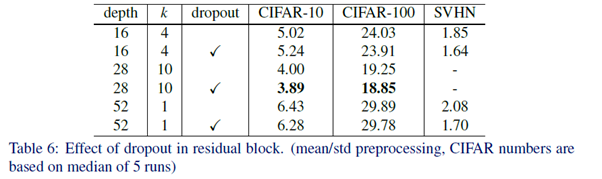 depth k dropout CIFAR-10 CIFAR-100 SVHN
16 4 5.02 24.03 1.85
16 4 ✓ 5.24 23.91 1.64
28 10 4.00 19.25 -
28 10 ✓ 3.89 18.85 -
52 1 6.43 29.89 2.08
52 1 ✓ 6.28 29.78 1.70
Table 6: Effect of dropout in residual block. (mean/std preprocessing, CIFAR numbers are
based on median of 5 runs)